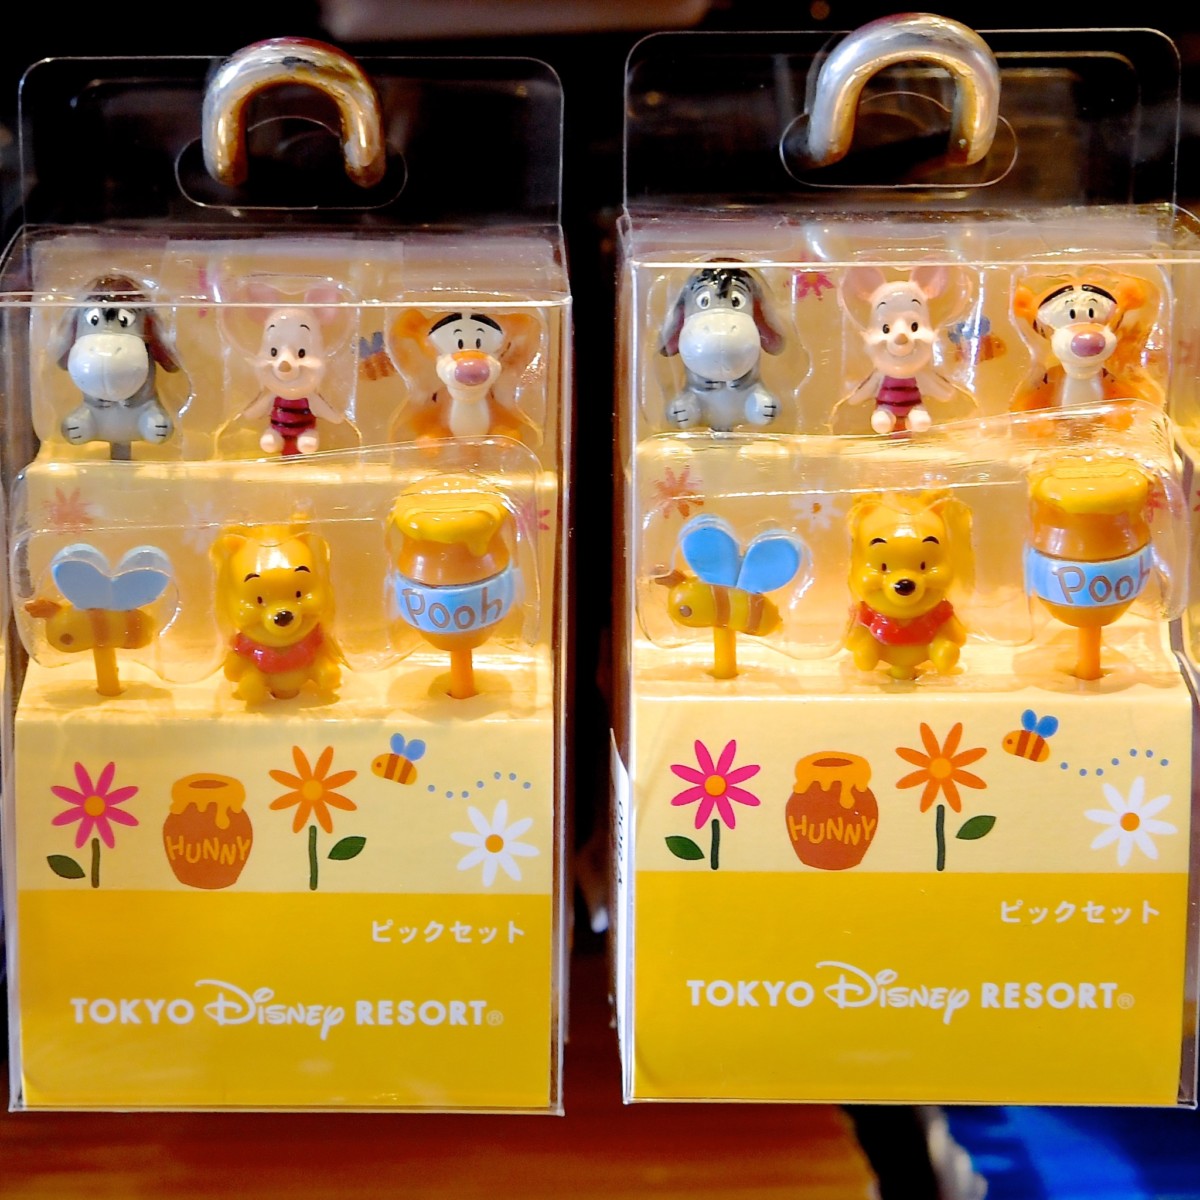 Pooh
HUNNY
ピックセット
TOKYO Disney RESORT®
Pooh
HUNNY
ピックセット
TOKYO Disney RESORT®